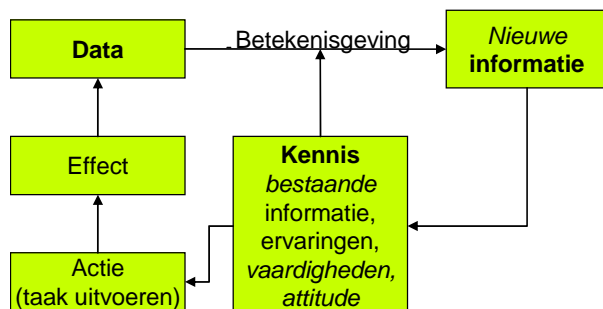 Data
Betekenisgeving
Nieuwe
informatie
Effect
Kennis
bestaande
informatie,
ervaringen,
vaardigheden,
attitude
Actie
(taak uitvoeren)